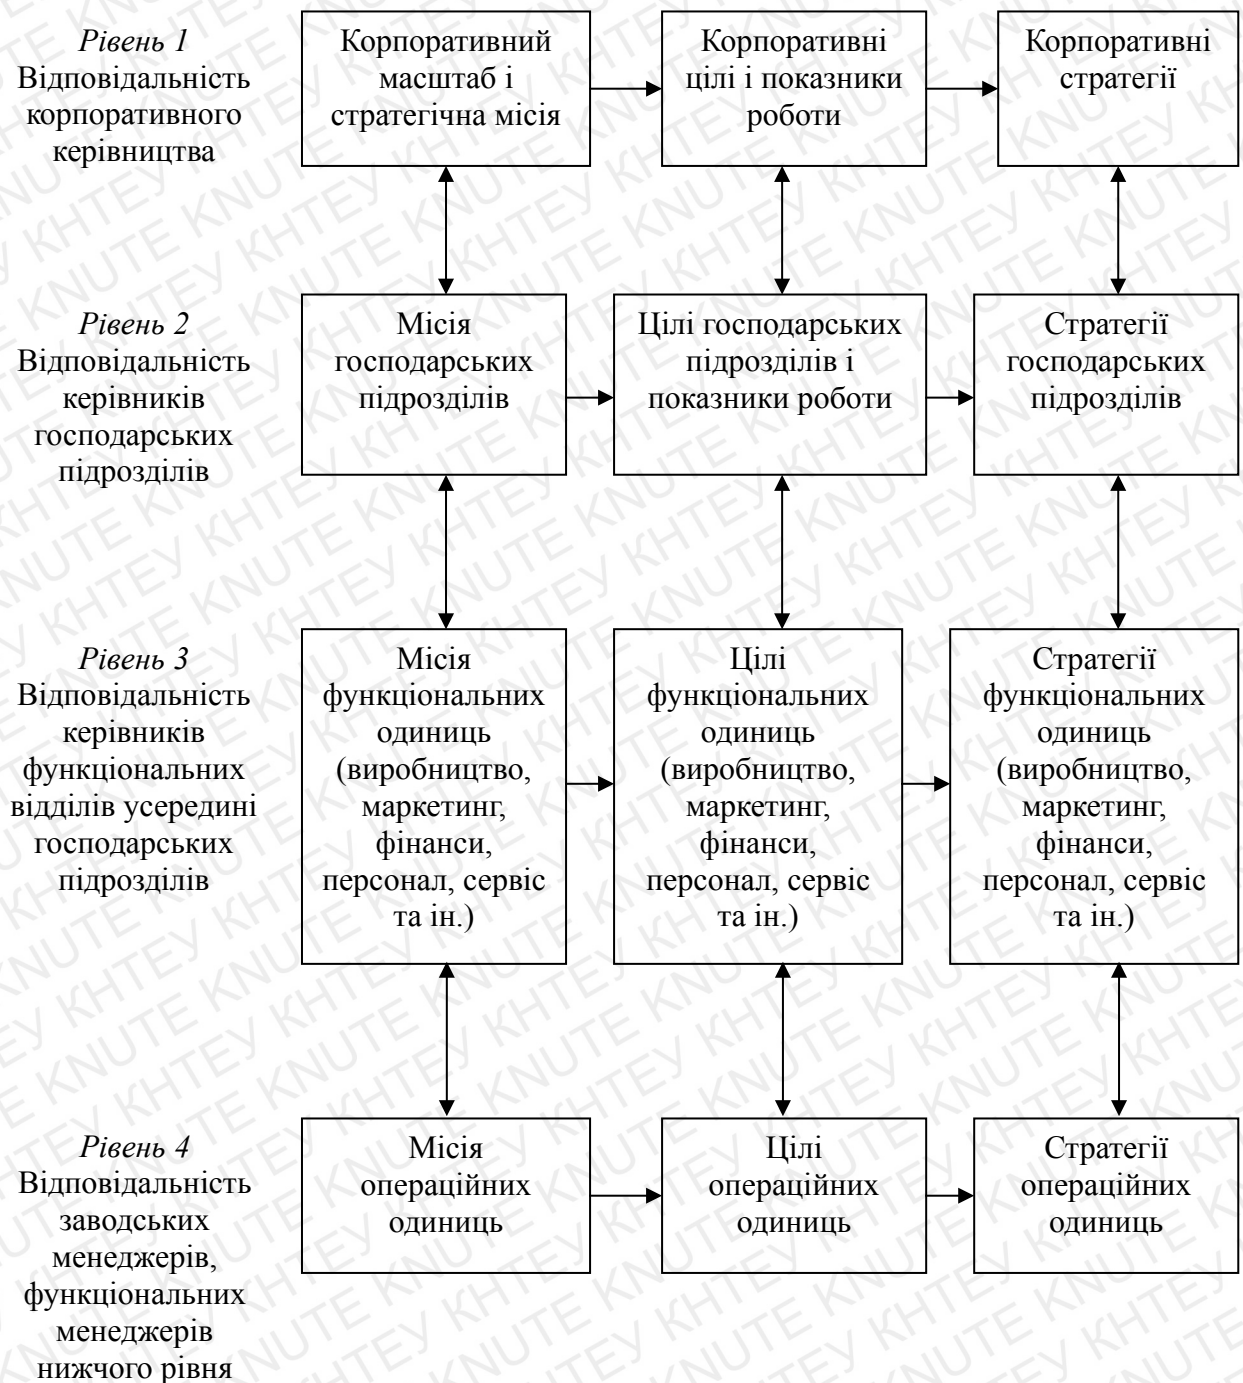 Рівень 1
Відповідальність
корпоративного
керівництва
Корпоративний
масштаб і
стратегічна місія
Корпоративні
цілі і показники
роботи
Корпоративні
стратегії
Рівень 2
Відповідальність
керівників
господарських
підрозділів
Місія
господарських
підрозділів
Цілі господарських
підрозділів і
показники роботи
Стратегії
господарських
підрозділів
Рівень 3
Відповідальність
керівників
функціональних
відділів усередині
господарських
підрозділів
Місія
функціональних
одиниць
(виробництво,
маркетинг,
фінанси,
персонал, сервіс
та ін.)
Цілі
функціональних
одиниць
(виробництво,
маркетинг,
фінанси,
персонал, сервіс
та ін.)
Стратегії
функціональних
одиниць
(виробництво,
маркетинг,
фінанси,
персонал, сервіс
та ін.)
Рівень 4
Відповідальність
заводських
менеджерів,
функціональних
менеджерів
нижчого рівня
Місія
операційних
одиниць
Цілі
операційних
одиниць
Стратегії
операційних
одиниць